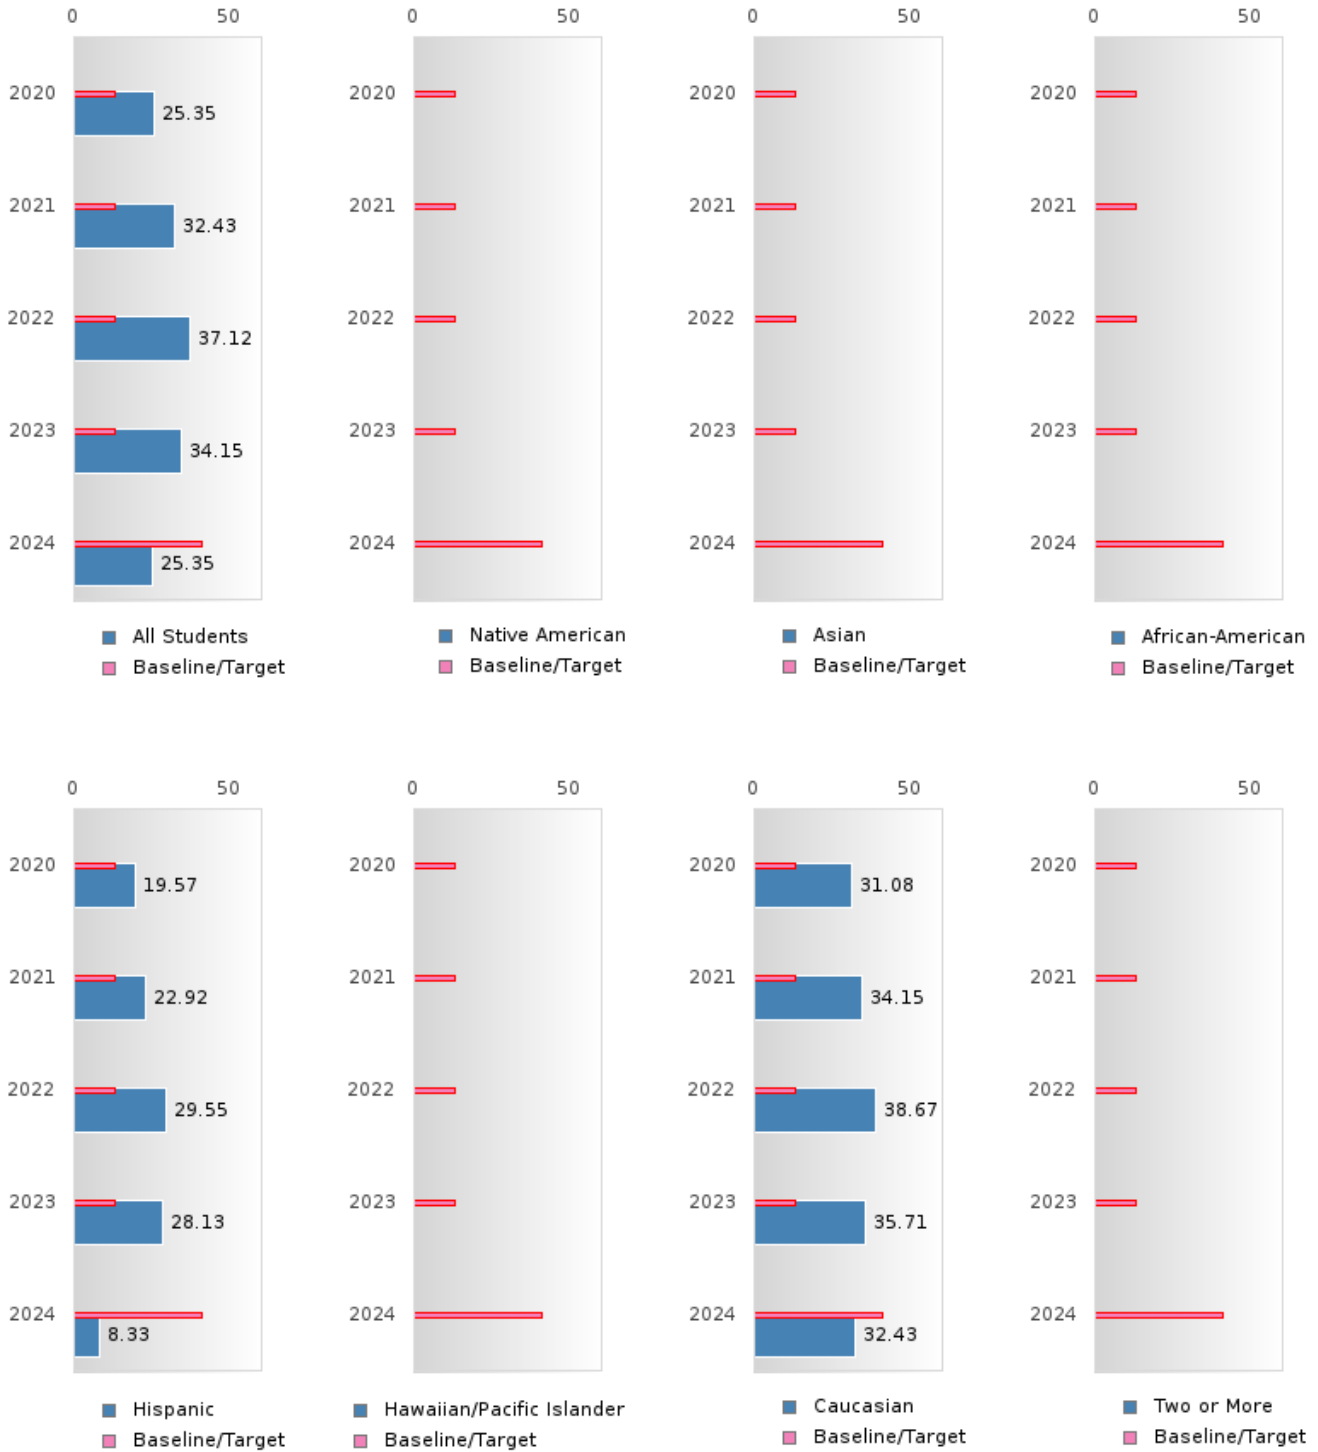 0 50 0 50 0 50 0 50
2020 25.35 2020 2020 2020
2021 32.43 2021 2021 2021
2022 37.12 2022 2022 2022
2023 34.15 2023 2023 2023
2024 25.35 2024 2024 2024
All Students Native American Asian African-American
Baseline/Target Baseline/Target Baseline/Target Baseline/Target
0 50 0 50 0 50 0 50
2020 19.57 2020 2020 31.08 2020
2021 22.92 2021 2021 34.15 2021
2022 29.55 2022 2022 38.67 2022
2023 28.13 2023 2023 35.71 2023
2024 8.33 2024 2024 32.43 2024
Hispanic Hawaiian/Pacific Islander Caucasian Two or More
Baseline/Target Baseline/Target Baseline/Target Baseline/Target